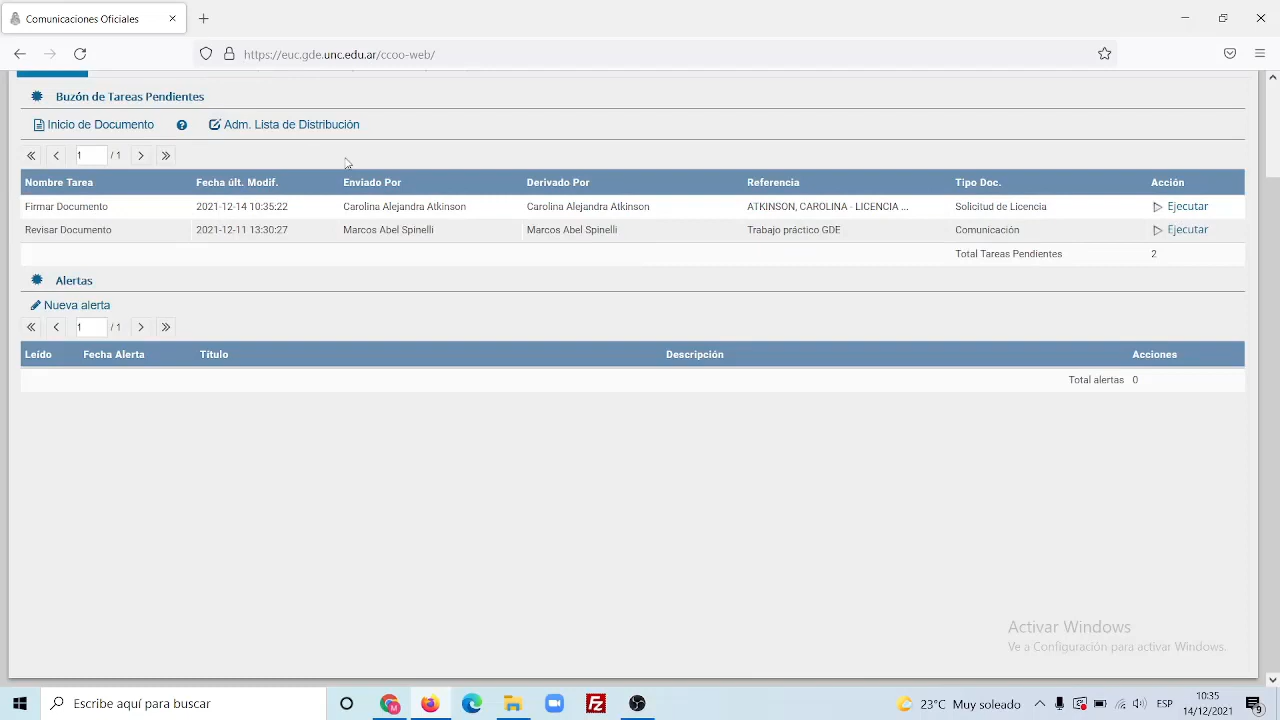 Comunicaciones Oficiales
https://euc.gde.unc.edu.ar/ccoo-web/
Buzón de Tareas Pendientes
Inicio de Documento ? Adm. Lista de Distribución
1 / 1
Nombre Tarea Fecha últ. Modif. Enviado Por Derivado Por Referencia Tipo Doc. Acción
Firmar Documento 2021-12-14 10:35:22 Carolina Alejandra Atkinson Carolina Alejandra Atkinson ATKINSON, CAROLINA - LICENCIA ... Solicitud de Licencia Ejecutar
Revisar Documento 2021-12-11 13:30:27 Marcos Abel Spinelli Marcos Abel Spinelli Trabajo práctico GDE Comunicación Ejecutar
Total Tareas Pendientes 2
Alertas
Nueva alerta
1 / 1
Leído Fecha Alerta Título Descripción Acciones
Total alertas 0
Activar Windows
Ve a Configuración para activar Windows.
Escribe aquí para buscar
23°C Muy soleado
ESP
10:35
14/12/2021
9